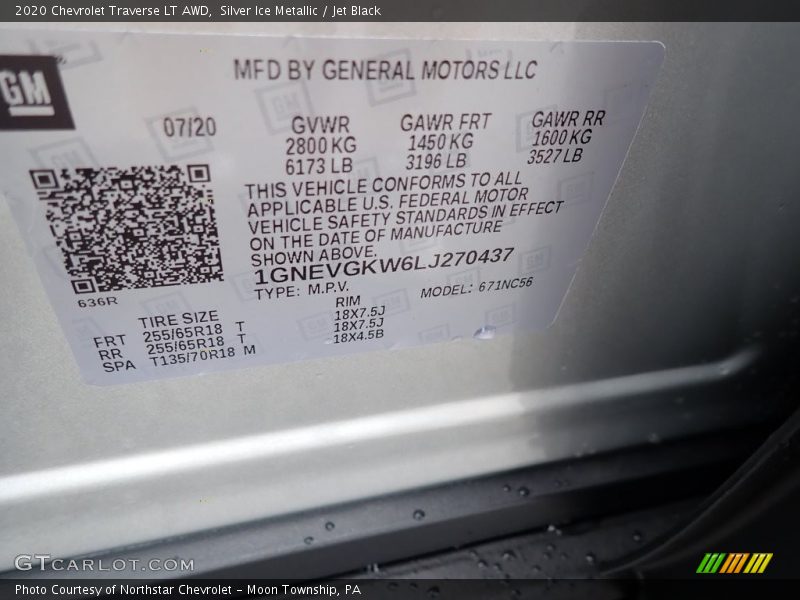 2020 Chevrolet Traverse LT AWD, Silver Ice Metallic / Jet Black
GM
MFD BY GENERAL MOTORS LLC
07/20 GVWR GAWR FRT GAWR RR
2800 KG 1450 KG 1600 KG
6173 LB 3196 LB 3527 LB
THIS VEHICLE CONFORMS TO ALL
APPLICABLE U.S. FEDERAL MOTOR
VEHICLE SAFETY STANDARDS IN EFFECT
ON THE DATE OF MANUFACTURE
SHOWN ABOVE.
1GNEVGKW6LJ270437
636R TYPE: M.P.V. MODEL: 671NC56
TIRE SIZE RIM
FRT 255/65R18 T 18X7.5J
RR 255/65R18 T 18X7.5J
SPA T135/70R18 M 18X4.5B
GTCARLOT.COM
Photo Courtesy of Northstar Chevrolet – Moon Township, PA